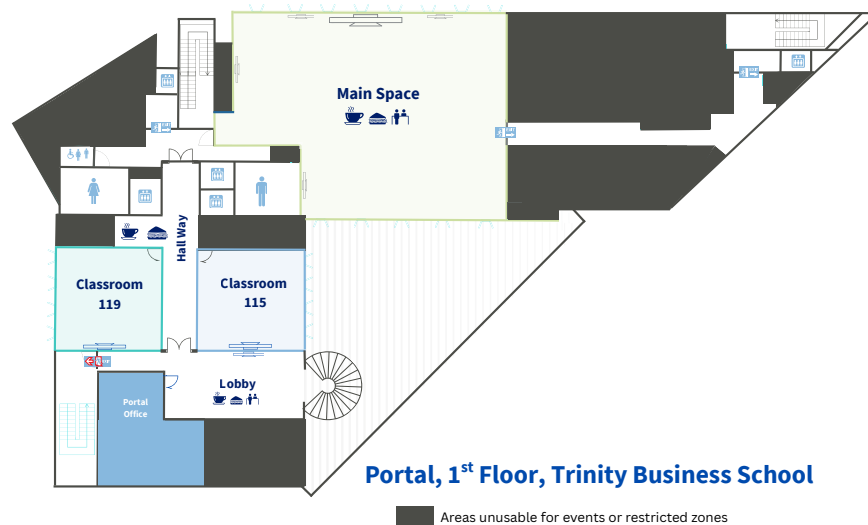 Main Space
Hall Way
Classroom
119
Classroom
115
Lobby
Portal
Office
Portal, 1st Floor, Trinity Business School
Areas unusable for events or restricted zones